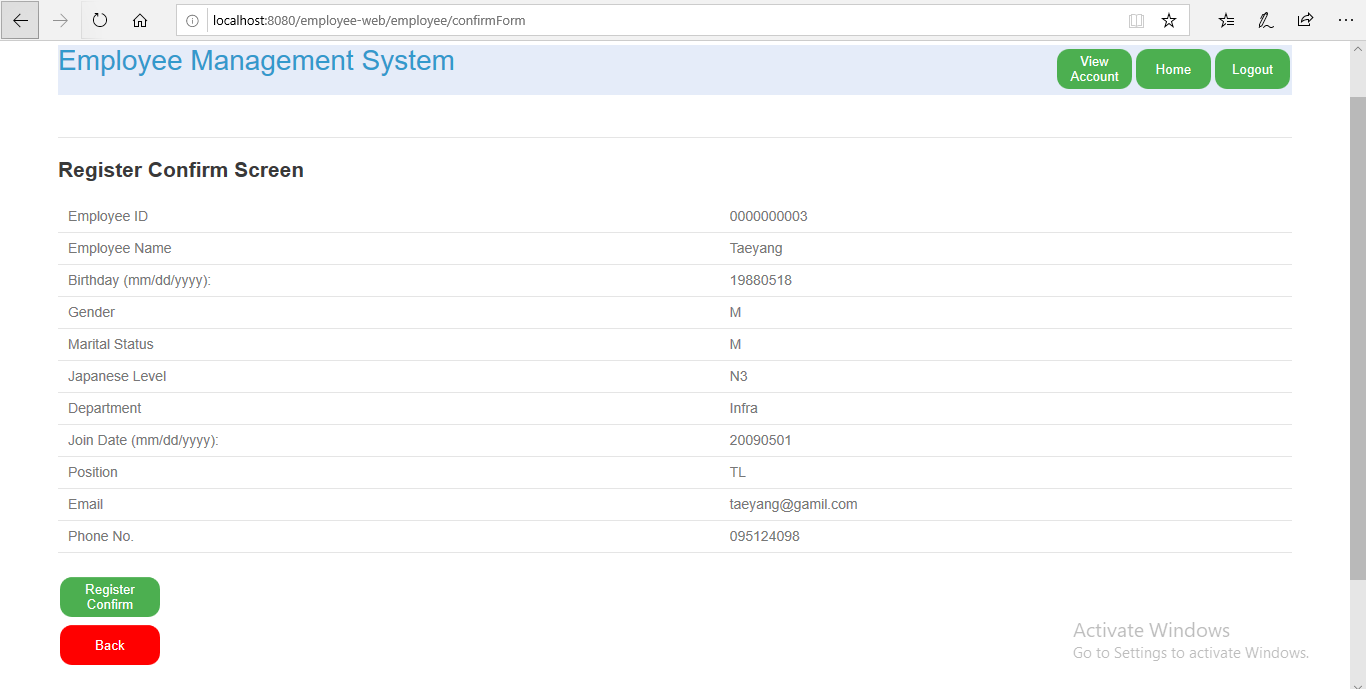 localhost:8080/employee-web/employee/confirmForm
Employee Management System
View
Account
Home
Logout
Register Confirm Screen
Employee ID 0000000003
Employee Name Taeyang
Birthday (mm/dd/yyyy): 19880518
Gender M
Marital Status M
Japanese Level N3
Department Infra
Join Date (mm/dd/yyyy): 20090501
Position TL
Email taeyang@gamil.com
Phone No. 095124098
Register
Confirm
Back
Activate Windows
Go to Settings to activate Windows.